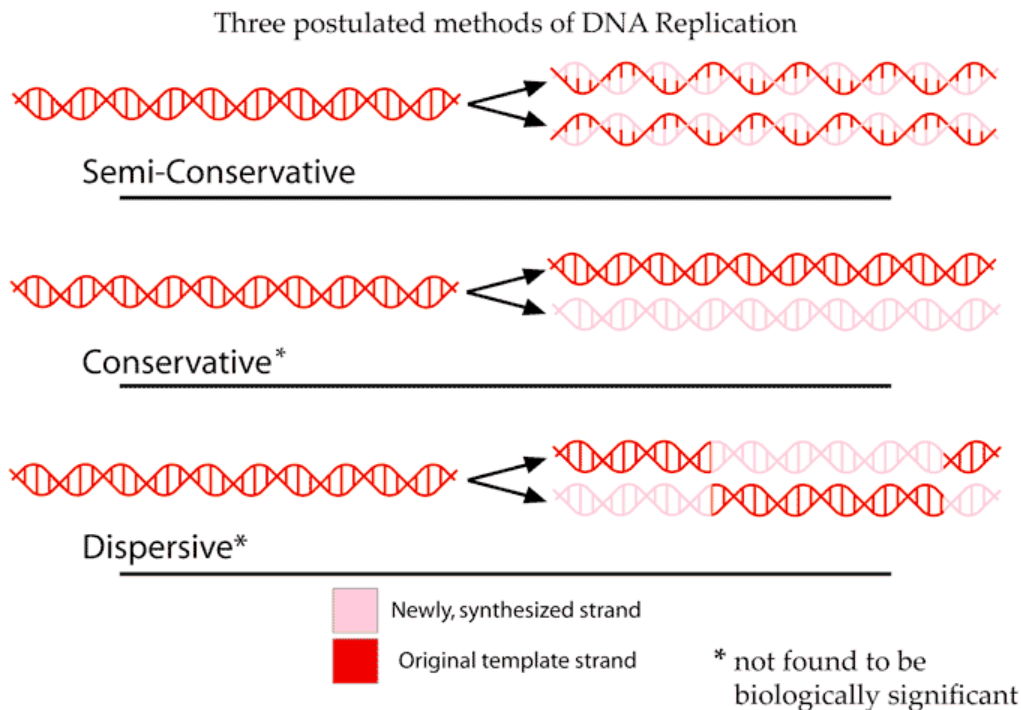 Three postulated methods of DNA Replication
Semi-Conservative
Conservative*
Dispersive*
Newly, synthesized strand
Original template strand
* not found to be
biologically significant